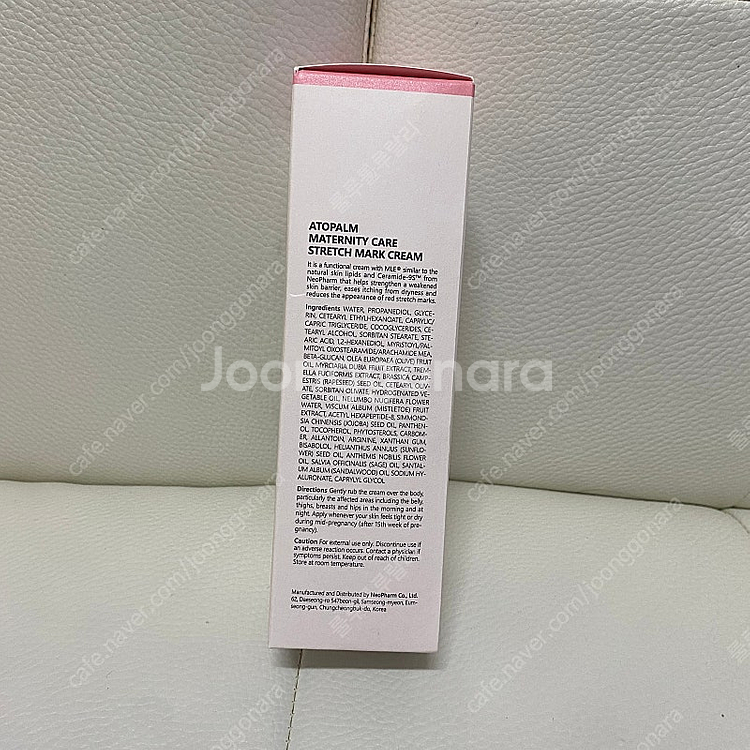 ATOPALM
MATERNITY CARE
STRETCH MARK CREAM
It is a functional cream with MLE® similar to the
natural skin lipids and Ceramide-9S™ from
NeoPharm that helps strengthen a weakened
skin barrier, eases itching from dryness and
reduces the appearance of red stretch marks.
Ingredients WATER, PROPANEDIOL, GLYCE-
RIN, CETEARYL ETHYLHEXANOATE, CAPRYLIC/
CAPRIC TRIGLYCERIDE, COCOGLYCERIDES, CE-
TEARYL ALCOHOL, SORBITAN STEARATE, STE-
ARIC ACID, 1,2-HEXANEDIOL, MYRISTOYL/PAL-
MITOYL OXOSTEARAMIDE/ARACHAMIDE MEA,
BETA-GLUCAN, OLEA EUROPAEA (OLIVE) FRUIT
OIL, MYRCIARIA DUBIA FRUIT EXTRACT, TREM-
ELLA FUCIFORMIS EXTRACT, BRASSICA CAMP-
ESTRIS (RAPESEED) SEED OIL, CETEARYL OLIV-
ATE, SORBITAN OLIVATE, HYDROGENATED VE-
GETABLE OIL, NELUMBO NUCIFERA FLOWER
WATER, VISCUM ALBUM (MISTLETOE) FRUIT
EXTRACT, ACETYL HEXAPEPTIDE-8, SIMMOND-
SIA CHINENSIS (JOJOBA) SEED OIL, PANTHEN-
OL, TOCOPHEROL, PHYTOSTEROLS, CARBOM-
ER, ALLANTOIN, ARGININE, XANTHAN GUM,
BISABOLOL, HELIANTHUS ANNUUS (SUNFLO-
WER) SEED OIL, ANTHEMIS NOBILIS FLOWER
OIL, SALVIA OFFICINALIS (SAGE) OIL, SANTAL-
UM ALBUM (SANDALWOOD) OIL, SODIUM HY-
ALURONATE, CAPRYLYL GLYCOL
Directions Gently rub the cream over the body,
particularly the affected areas including the belly,
thighs, breasts and hips in the morning and at
night. Apply whenever your skin feels tight or dry
during mid-pregnancy (after 15th week of pre-
gnancy).
Caution For external use only. Discontinue use if
an adverse reaction occurs. Contact a physician if
symptoms persist. Keep out of reach of children.
Store at room temperature.
Manufactured and Distributed by NeoPharm Co., Ltd.
62, Daeseong-ro 547beon-gil, Samseong-myeon, Eum-
seong-gun, Chungcheongbuk-do, Korea
Joonggonara
cafe.naver.com/joonggonara